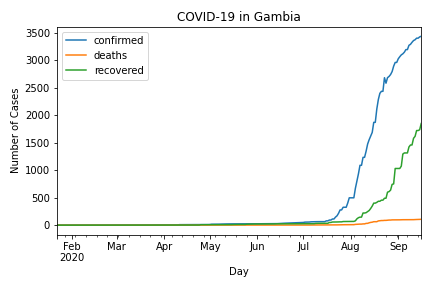 COVID-19 in Gambia
confirmed
deaths
recovered
Number of Cases
3500
3000
2500
2000
1500
1000
500
0
Feb Mar Apr May Jun Jul Aug Sep
2020
Day